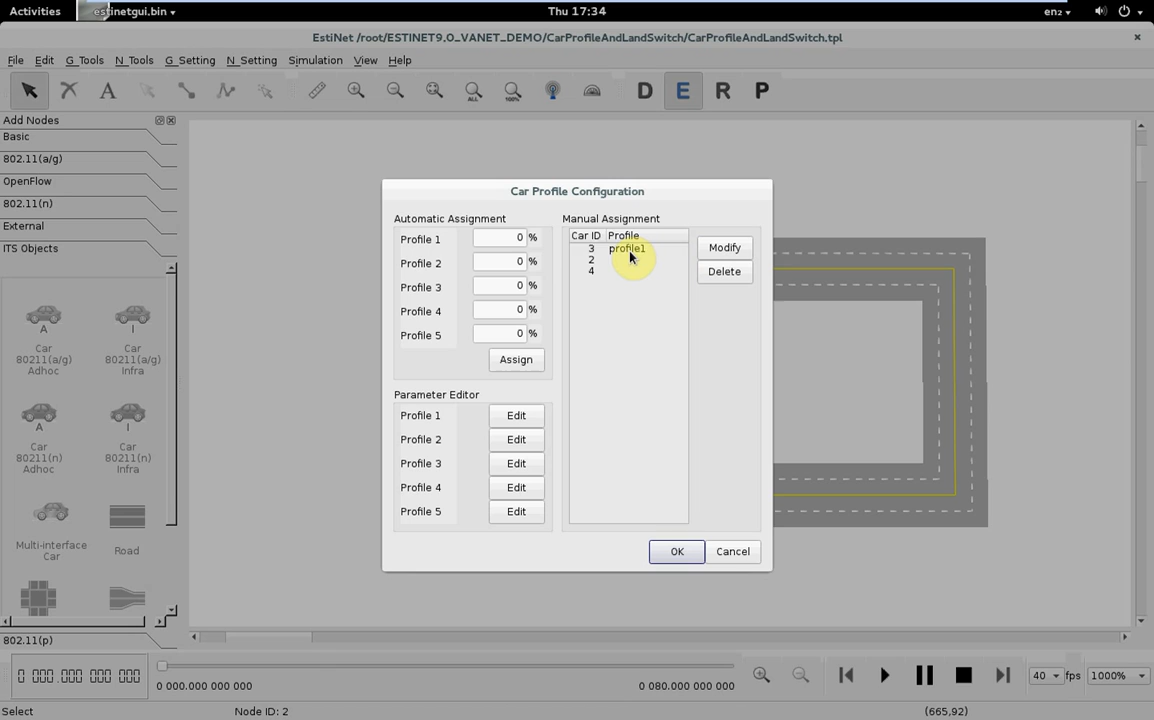 Activities
estinetgui.bin ▾
Thu 17:34
en₂ ▾
EstiNet /root/ESTINET9.0_VANET_DEMO/CarProfileAndLandSwitch/CarProfileAndLandSwitch.tpl
File Edit G_Tools N_Tools G_Setting N_Setting Simulation View Help
A ALL 100% D E R P
Add Nodes
Basic
802.11(a/g)
OpenFlow
802.11(n)
External
ITS Objects
A I
Car 80211(a/g) Adhoc
Car 80211(a/g) Infra
A I
Car 80211(n) Adhoc
Car 80211(n) Infra
Multi-interface Car
Road
802.11(p)
Car Profile Configuration
Automatic Assignment
Profile 1 0 %
Profile 2 0 %
Profile 3 0 %
Profile 4 0 %
Profile 5 0 %
Assign
Parameter Editor
Profile 1 Edit
Profile 2 Edit
Profile 3 Edit
Profile 4 Edit
Profile 5 Edit
Manual Assignment
Car ID Profile
3 profile1
2
4
Modify
Delete
OK Cancel
0 000.000 000 000
0 000.000 000 000
0 080.000 000 000
40 fps 1000%
Select
Node ID: 2
(665,92)